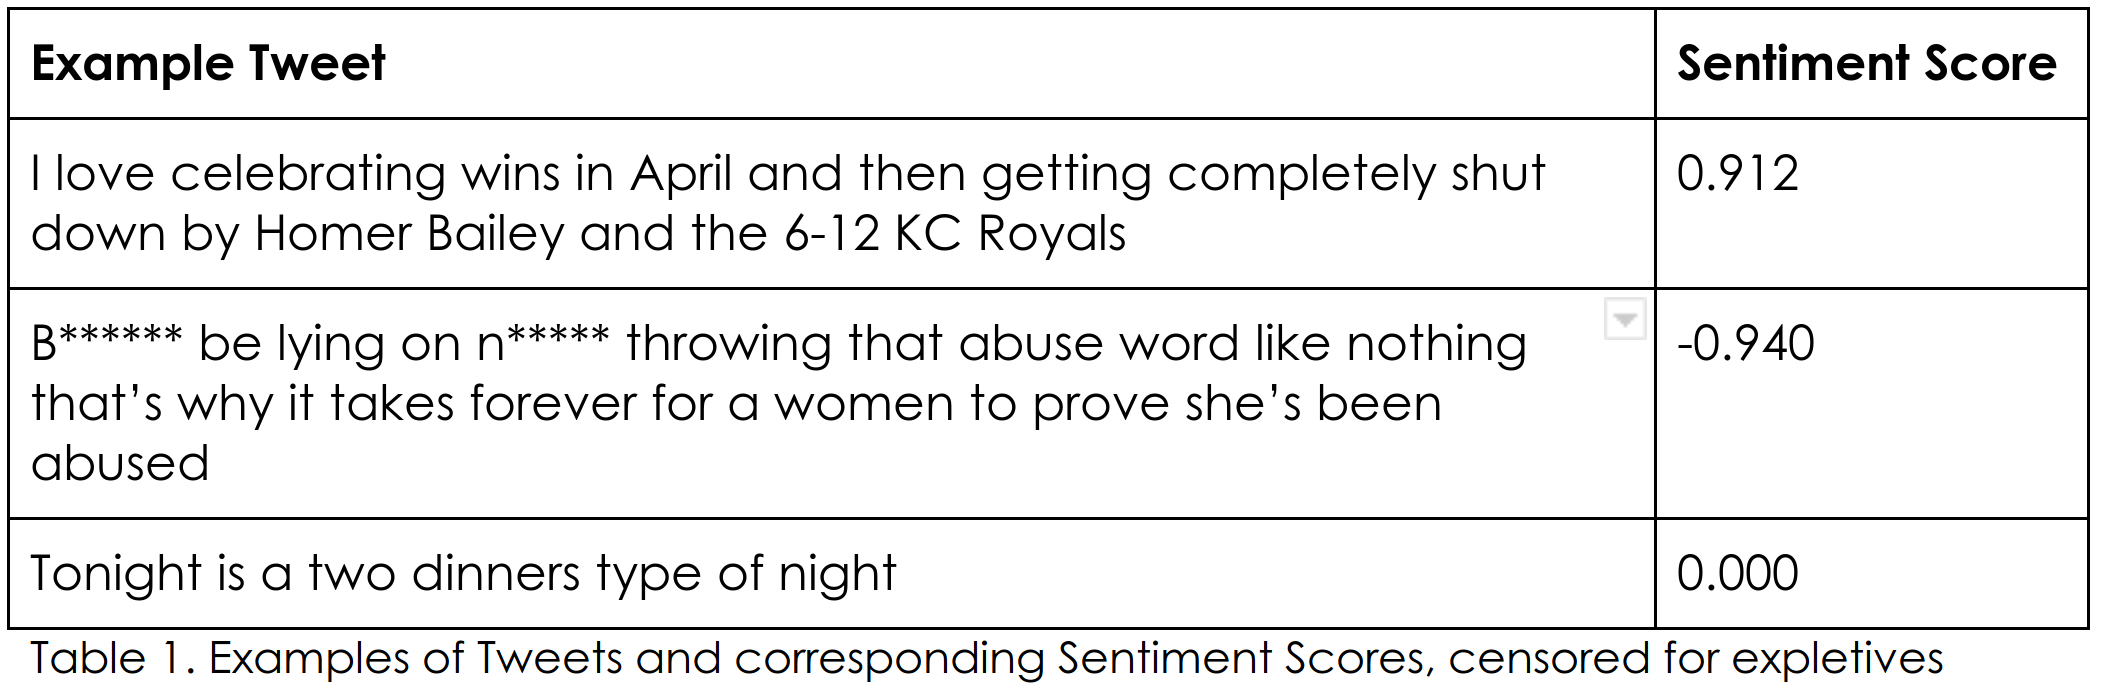 Example Tweet
Sentiment Score
I love celebrating wins in April and then getting completely shut
down by Homer Bailey and the 6-12 KC Royals
0.912
B****** be lying on n***** throwing that abuse word like nothing
that’s why it takes forever for a women to prove she’s been
abused
-0.940
Tonight is a two dinners type of night
0.000
Table 1. Examples of Tweets and corresponding Sentiment Scores, censored for expletives